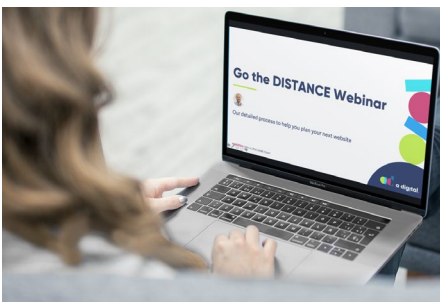 Go the DISTANCE Webinar
Our detailed process to help you plan your next website
a digital